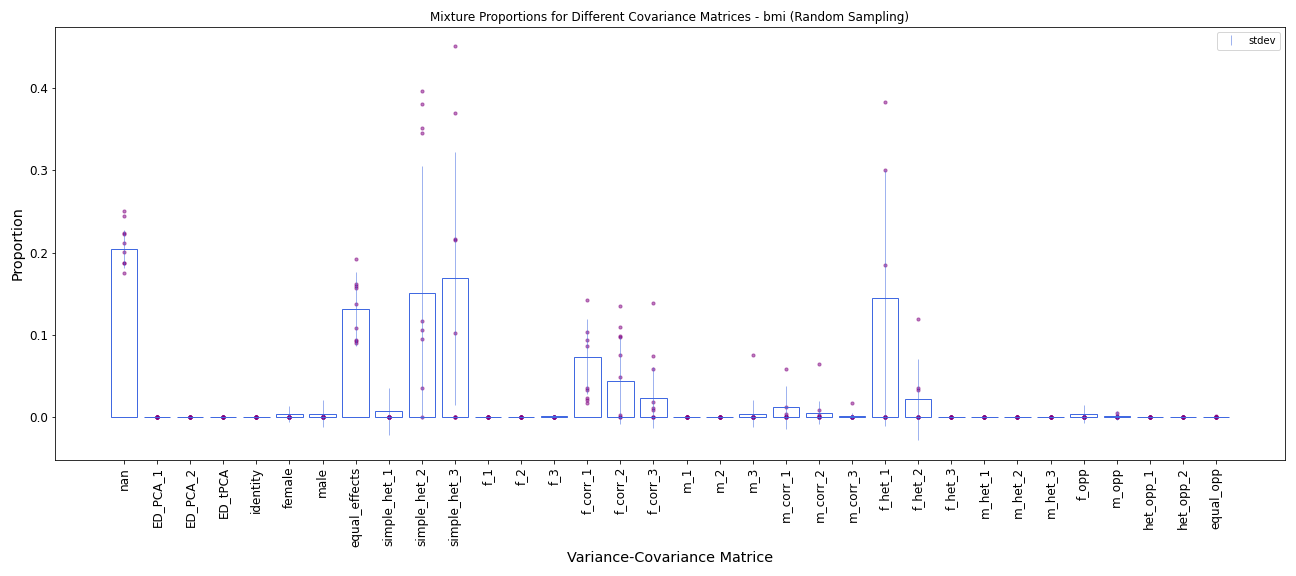 Mixture Proportions for Different Covariance Matrices - bmi (Random Sampling)
stdev
Proportion
0.4
0.3
0.2
0.1
0.0
nan
ED_PCA_1
ED_PCA_2
ED_tPCA
identity
female
male
equal_effects
simple_het_1
simple_het_2
simple_het_3
f_1
f_2
f_3
f_corr_1
f_corr_2
f_corr_3
m_1
m_2
m_3
m_corr_1
m_corr_2
m_corr_3
f_het_1
f_het_2
f_het_3
m_het_1
m_het_2
m_het_3
f_opp
m_opp
het_opp_1
het_opp_2
equal_opp
Variance-Covariance Matrice